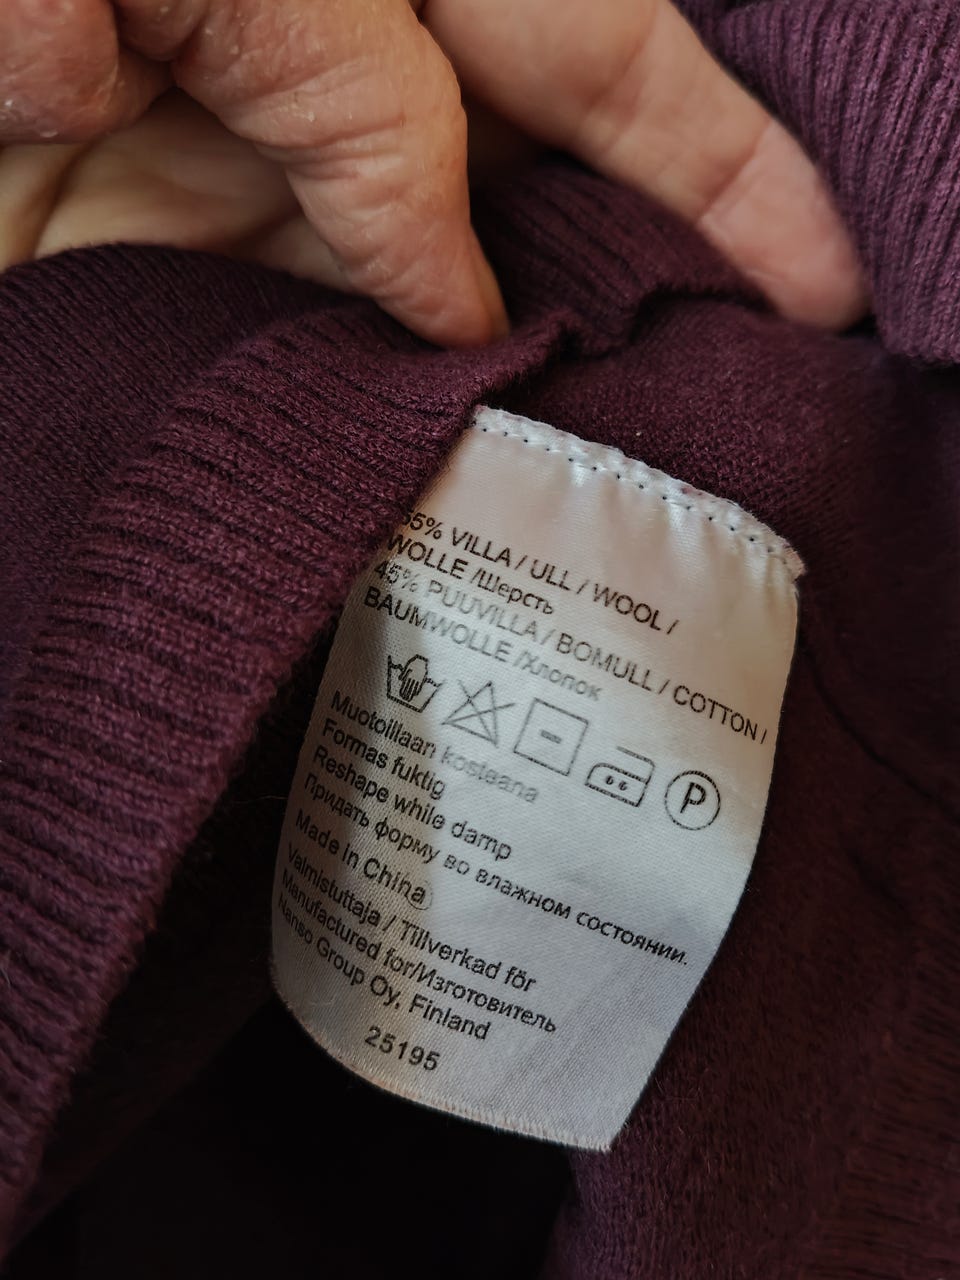 55% VILLA / ULL / WOOL /
WOLLE /Шерсть
45% PUUVILLA / BOMULL / COTTON /
BAUMWOLLE /Хлопок
P
Muotoillaan kosteana
Formas fuktig
Reshape while damp
Придать форму во влажном состоянии.
Made in China
Valmistuttaja / Tillverkad för
Manufactured for/Изготовитель
Nanso Group Oy, Finland
25195